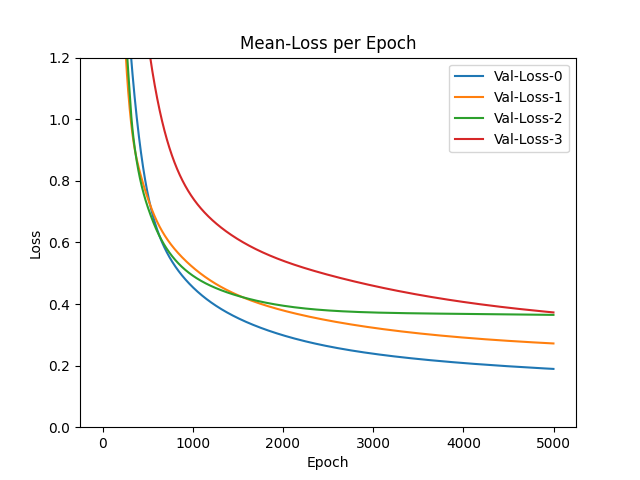 Mean-Loss per Epoch
Val-Loss-0
Val-Loss-1
Val-Loss-2
Val-Loss-3
Loss
1.2
1.0
0.8
0.6
0.4
0.2
0.0
0 1000 2000 3000 4000 5000
Epoch